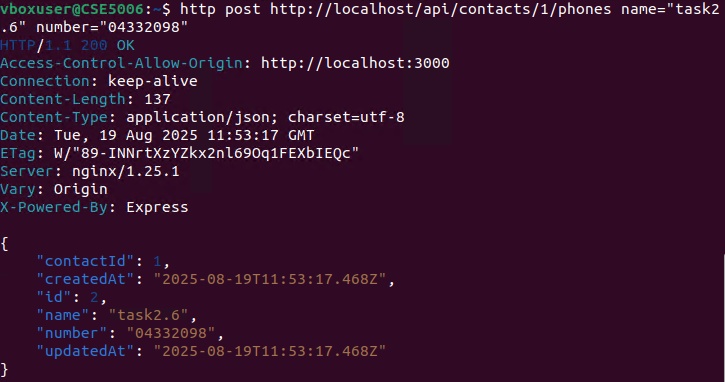 vboxuser@CSE5006:~$ http post http://localhost/api/contacts/1/phones name="task2
.6" number="04332098"
HTTP/1.1 200 OK
Access-Control-Allow-Origin: http://localhost:3000
Connection: keep-alive
Content-Length: 137
Content-Type: application/json; charset=utf-8
Date: Tue, 19 Aug 2025 11:53:17 GMT
ETag: W/"89-INNrtXzYZkx2nl69Oq1FEXbIEQc"
Server: nginx/1.25.1
Vary: Origin
X-Powered-By: Express
{
    "contactId": 1,
    "createdAt": "2025-08-19T11:53:17.468Z",
    "id": 2,
    "name": "task2.6",
    "number": "04332098",
    "updatedAt": "2025-08-19T11:53:17.468Z"
}